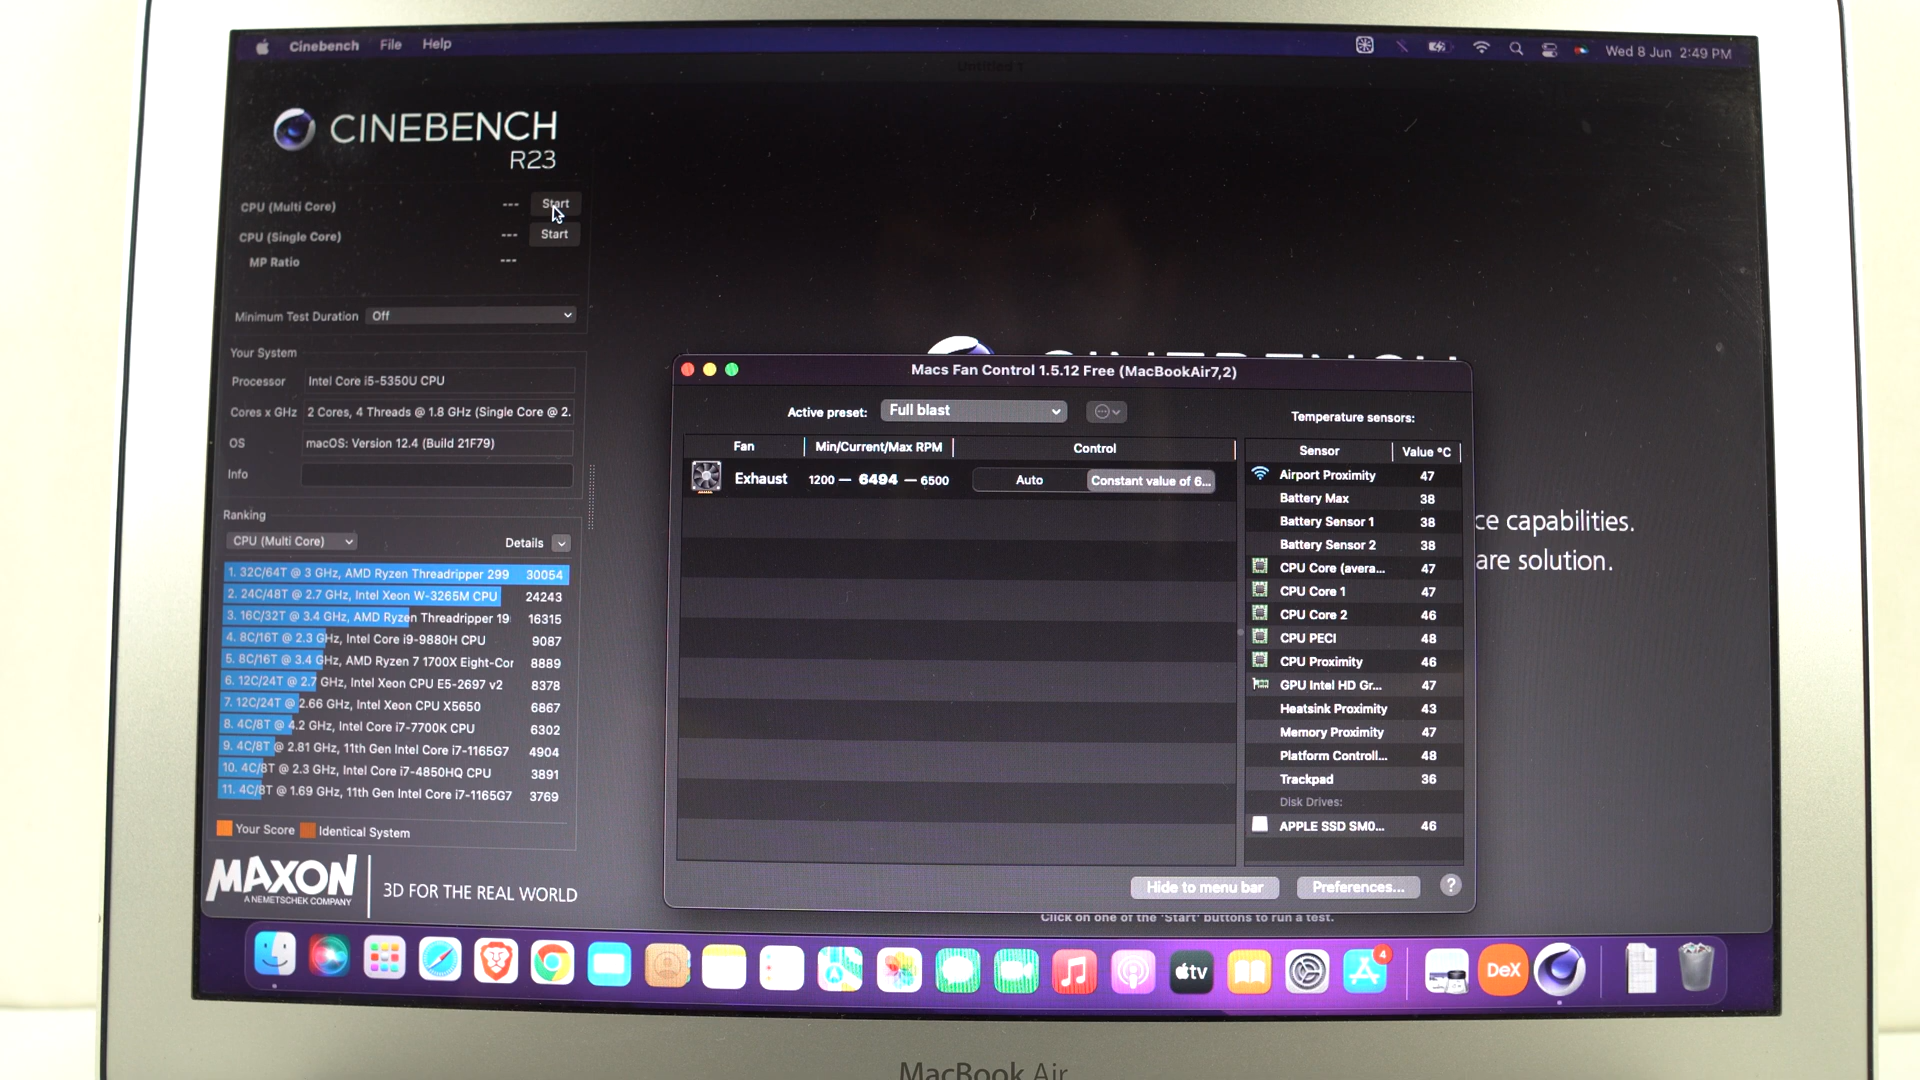 Cinebench File Help
Wed 8 Jun 2:49 PM
Untitled 1
CINEBENCH
R23
CPU (Multi Core) --- Start
CPU (Single Core) --- Start
MP Ratio ---
Minimum Test Duration Off
Your System
Processor Intel Core i5-5350U CPU
Cores x GHz 2 Cores, 4 Threads @ 1.8 GHz (Single Core @ 2.
OS macOS: Version 12.4 (Build 21F79)
Info
Ranking
CPU (Multi Core) Details
1. 32C/64T @ 3 GHz, AMD Ryzen Threadripper 299 30054
2. 24C/48T @ 2.7 GHz, Intel Xeon W-3265M CPU 24243
3. 16C/32T @ 3.4 GHz, AMD Ryzen Threadripper 19 16315
4. 8C/16T @ 2.3 GHz, Intel Core i9-9880H CPU 9087
5. 8C/16T @ 3.4 GHz, AMD Ryzen 7 1700X Eight-Cor 8889
6. 12C/24T @ 2.7 GHz, Intel Xeon CPU E5-2697 v2 8378
7. 12C/24T @ 2.66 GHz, Intel Xeon CPU X5650 6867
8. 4C/8T @ 4.2 GHz, Intel Core i7-7700K CPU 6302
9. 4C/8T @ 2.81 GHz, 11th Gen Intel Core i7-1165G7 4904
10. 4C/8T @ 2.3 GHz, Intel Core i7-4850HQ CPU 3891
11. 4C/8T @ 1.69 GHz, 11th Gen Intel Core i7-1165G7 3769
Your Score Identical System
MAXON
A NEMETSCHEK COMPANY
3D FOR THE REAL WORLD
Macs Fan Control 1.5.12 Free (MacBookAir7,2)
Active preset: Full blast
Fan Min/Current/Max RPM Control
Exhaust 1200 — 6494 — 6500 Auto Constant value of 6...
Temperature sensors:
Sensor Value °C
Airport Proximity 47
Battery Max 38
Battery Sensor 1 38
Battery Sensor 2 38
CPU Core (avera... 47
CPU Core 1 47
CPU Core 2 46
CPU PECI 48
CPU Proximity 46
GPU Intel HD Gr... 47
Heatsink Proximity 43
Memory Proximity 47
Platform Controll... 48
Trackpad 36
Disk Drives:
APPLE SSD SM0... 46
Hide to menu bar Preferences... ?
ce capabilities.
are solution.
Click on one of the 'Start' buttons to run a test.
tv
4
DeX
MacBook Air